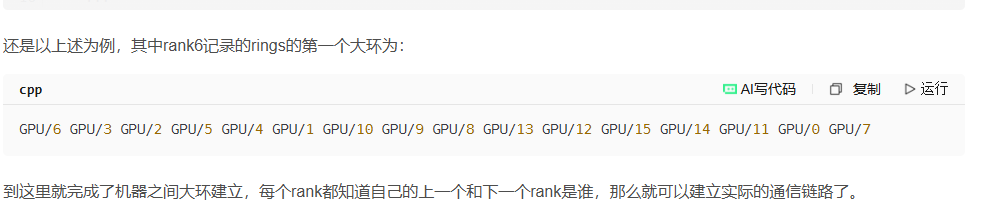 还是以上述为例，其中rank6记录的rings的第一个大环为：
cpp AI写代码 复制 运行
GPU/6 GPU/3 GPU/2 GPU/5 GPU/4 GPU/1 GPU/10 GPU/9 GPU/8 GPU/13 GPU/12 GPU/15 GPU/14 GPU/11 GPU/0 GPU/7
到这里就完成了机器之间大环建立，每个rank都知道自己的上一个和下一个rank是谁，那么就可以建立实际的通信链路了。